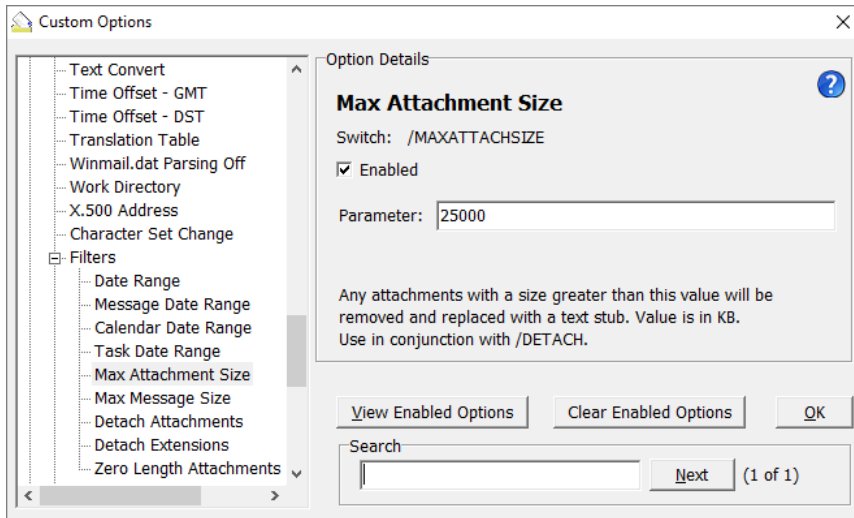 Custom Options
Text Convert
Time Offset - GMT
Time Offset - DST
Translation Table
Winmail.dat Parsing Off
Work Directory
X.500 Address
Character Set Change
Filters
Date Range
Message Date Range
Calendar Date Range
Task Date Range
Max Attachment Size
Max Message Size
Detach Attachments
Detach Extensions
Zero Length Attachments
Option Details
?
Max Attachment Size
Switch: /MAXATTACHSIZE
Enabled
Parameter: 25000
Any attachments with a size greater than this value will be
removed and replaced with a text stub. Value is in KB.
Use in conjunction with /DETACH.
View Enabled Options Clear Enabled Options OK
Search
Next (1 of 1)